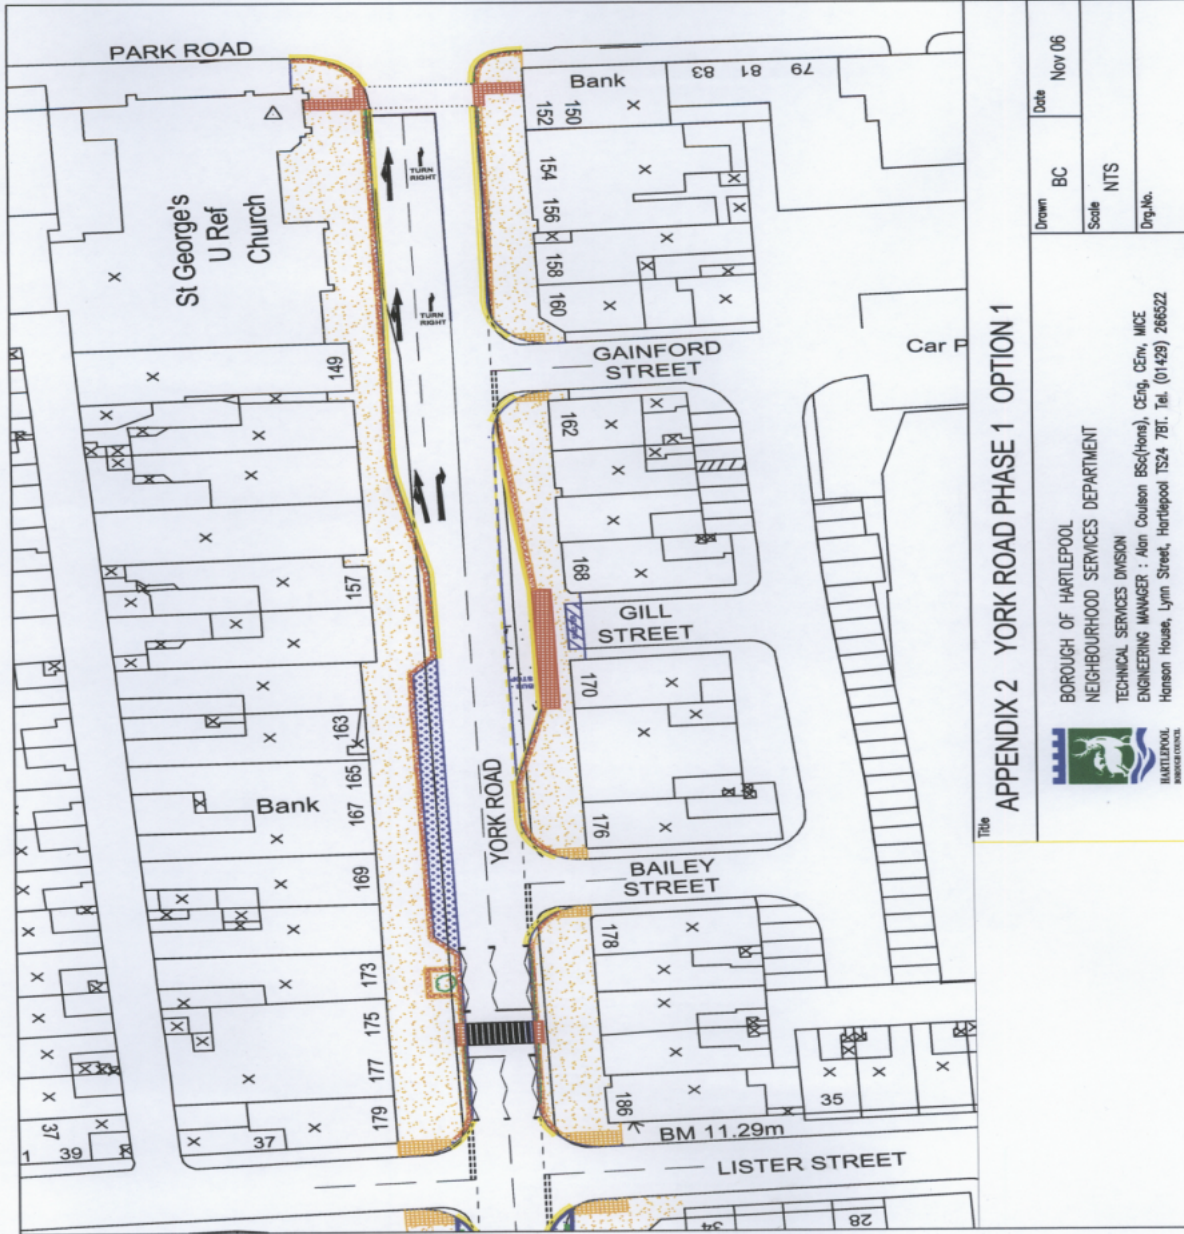 PARK ROAD
Bank
83
81
79
150
152
154
156
158
160
St George's
U Ref
Church
TURN
RIGHT
TURN
RIGHT
149
GAINFORD
STREET
Car P
162
168
157
GILL
STREET
170
163
165
167
Bank
YORK ROAD
176
169
BAILEY
STREET
178
173
175
177
179
186
35
BM 11.29m
37
39
1
37
LISTER STREET
34
28
Title
APPENDIX 2 YORK ROAD PHASE 1 OPTION 1
BOROUGH OF HARTLEPOOL
NEIGHBOURHOOD SERVICES DEPARTMENT
TECHNICAL SERVICES DIVISION
ENGINEERING MANAGER : Alan Coulson BSc(Hons), CEng, CEnv, MICE
Hanson House, Lynn Street, Hartlepool TS24 7BT. Tel. (01429) 266522
HARTLEPOOL
BOROUGH COUNCIL
Drawn
BC
Date
Nov 06
Scale
NTS
Drg.No.